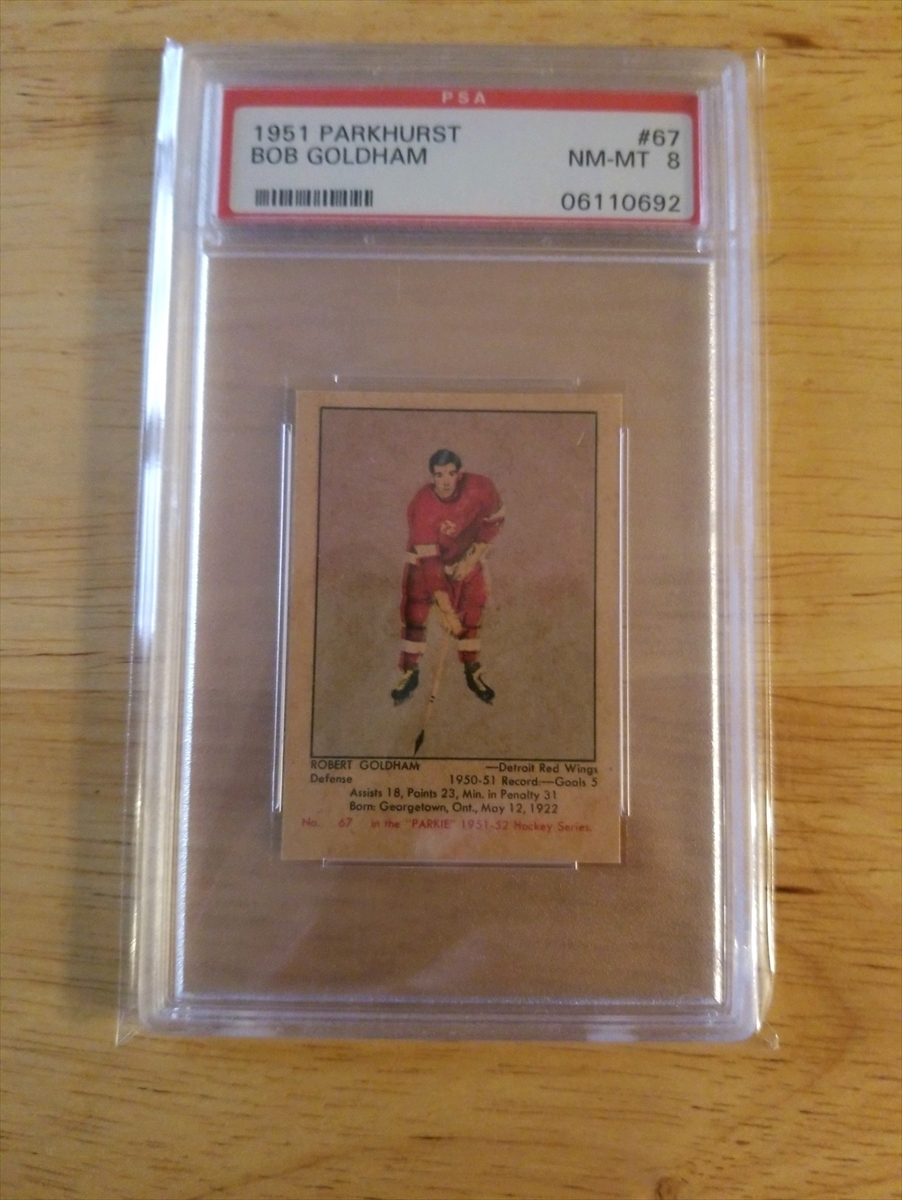 PSA
1951 PARKHURST #67
BOB GOLDHAM NM-MT 8
06110692
ROBERT GOLDHAM —Detroit Red Wings
Defense 1950-51 Record—Goals 5
Assists 18, Points 23, Min. in Penalty 31
Born: Georgetown, Ont., May 12, 1922
No. 67 in the "PARKIE" 1951-52 Hockey Series.